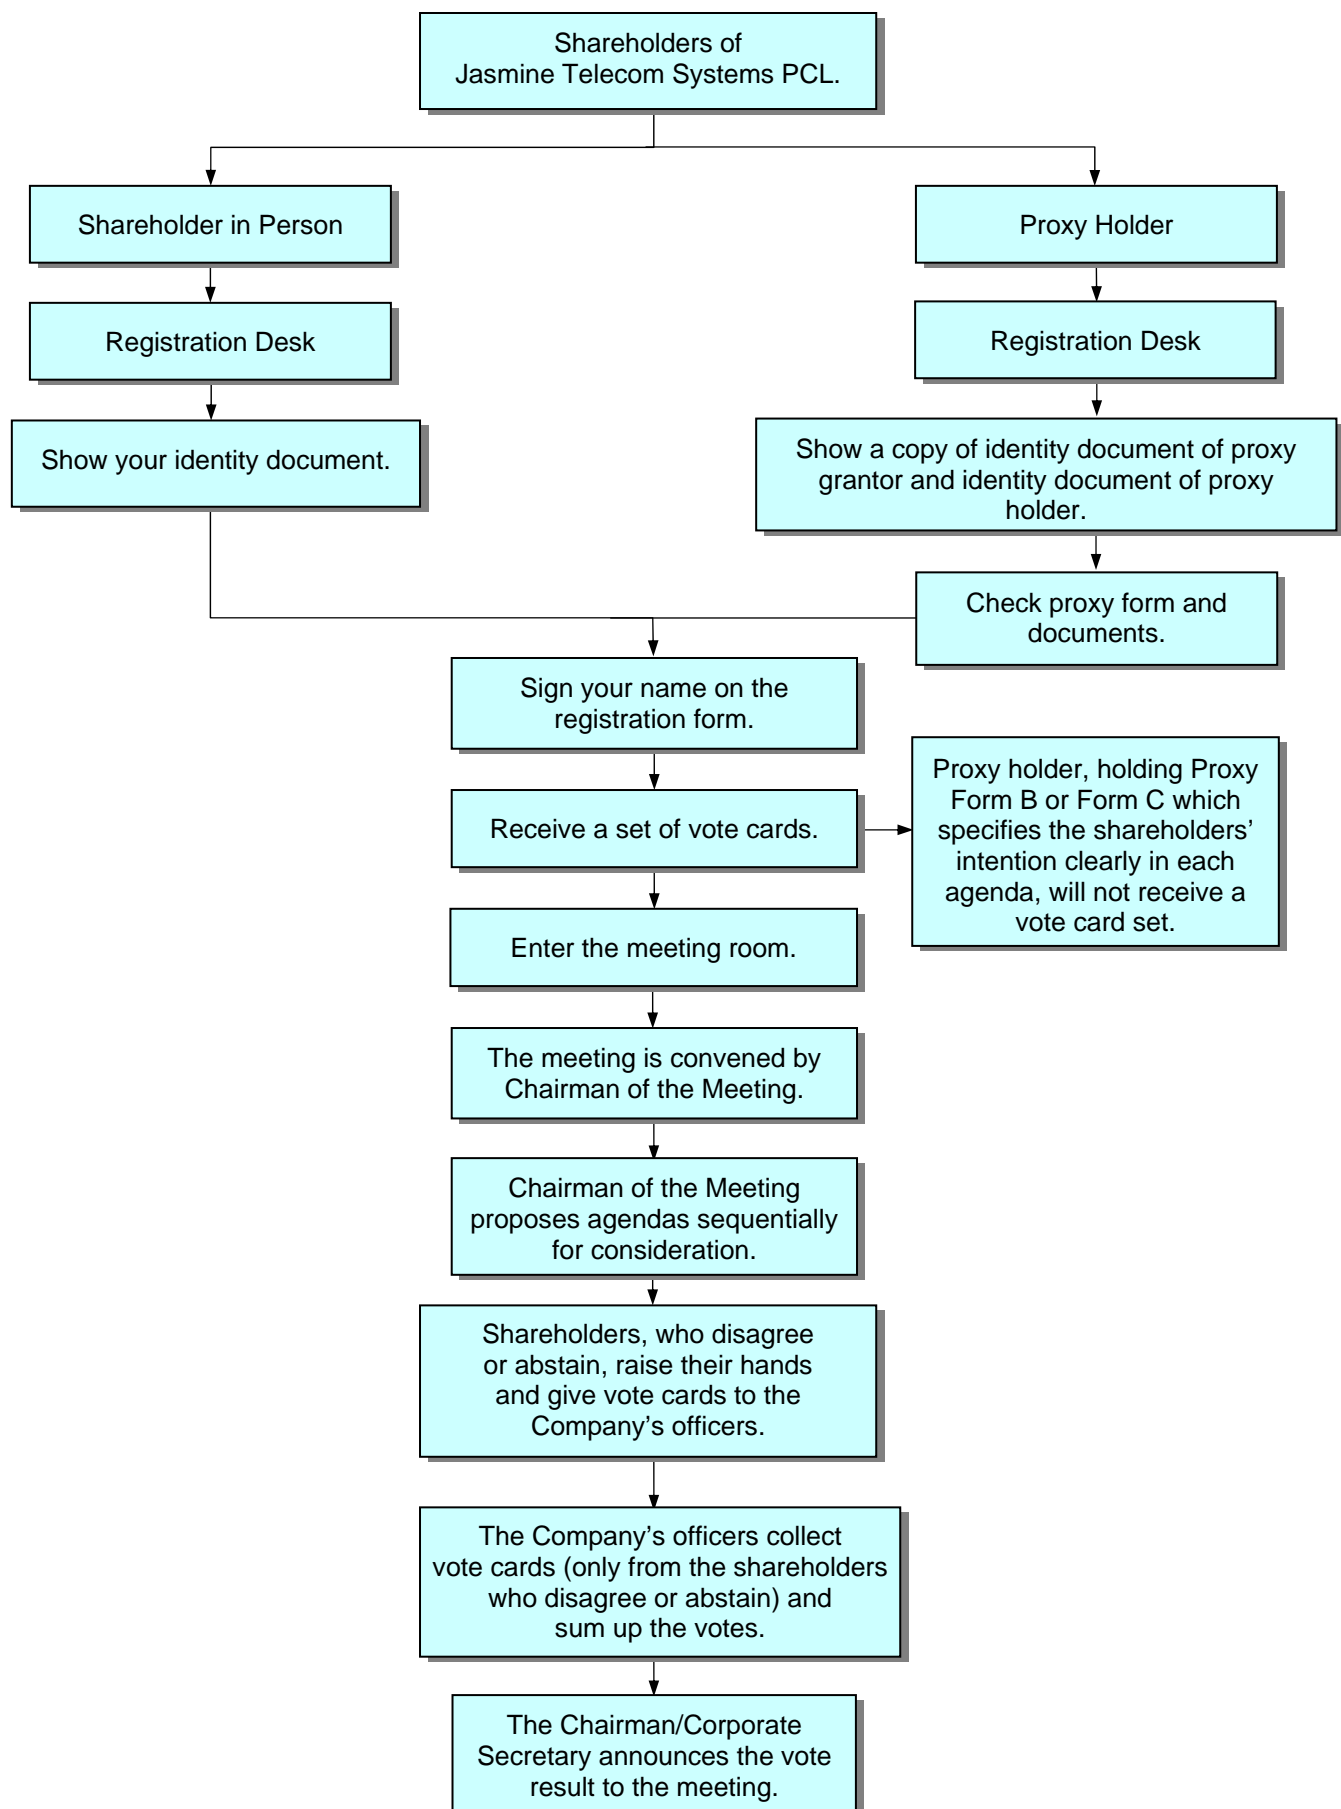 Shareholders of
Jasmine Telecom Systems PCL.
Shareholder in Person
Proxy Holder
Registration Desk
Registration Desk
Show your identity document.
Show a copy of identity document of proxy
grantor and identity document of proxy
holder.
Check proxy form and
documents.
Sign your name on the
registration form.
Receive a set of vote cards.
Proxy holder, holding Proxy
Form B or Form C which
specifies the shareholders’
intention clearly in each
agenda, will not receive a
vote card set.
Enter the meeting room.
The meeting is convened by
Chairman of the Meeting.
Chairman of the Meeting
proposes agendas sequentially
for consideration.
Shareholders, who disagree
or abstain, raise their hands
and give vote cards to the
Company’s officers.
The Company’s officers collect
vote cards (only from the shareholders
who disagree or abstain) and
sum up the votes.
The Chairman/Corporate
Secretary announces the vote
result to the meeting.